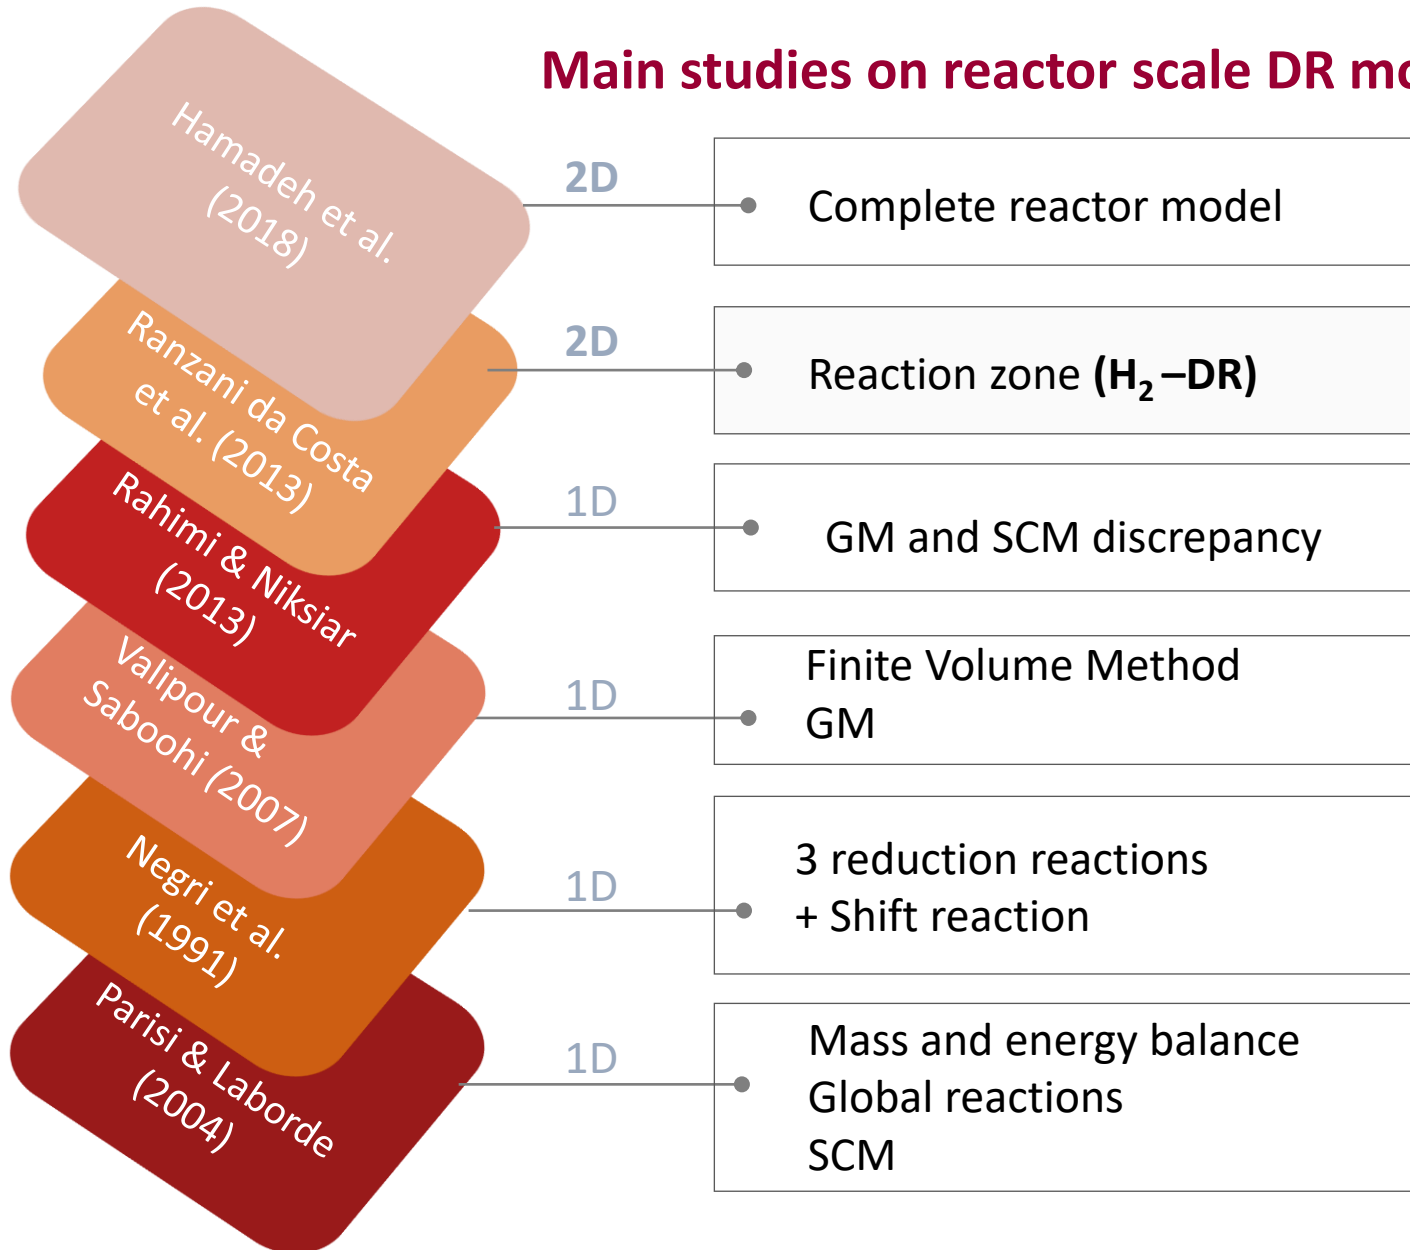 Main studies on reactor scale DR mo
Hamadeh et al.
(2018)
2D
Complete reactor model
Ranzani da Costa
et al. (2013)
2D
Reaction zone (H₂ –DR)
Rahimi & Niksiar
(2013)
1D
GM and SCM discrepancy
Valipour &
Saboohi (2007)
1D
Finite Volume Method
GM
Negri et al.
(1991)
1D
3 reduction reactions
+ Shift reaction
Parisi & Laborde
(2004)
1D
Mass and energy balance
Global reactions
SCM